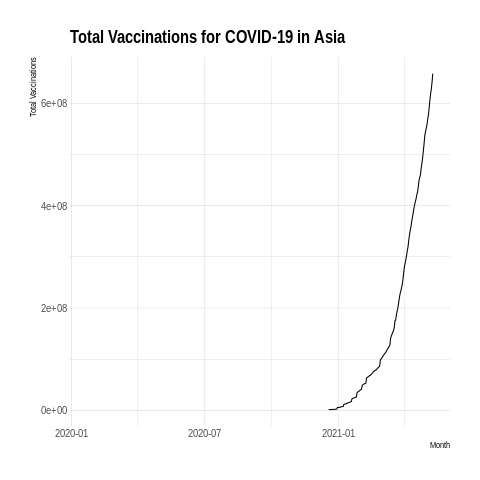 Total Vaccinations for COVID-19 in Asia
Total Vaccinations
6e+08
4e+08
2e+08
0e+00
2020-01 2020-07 2021-01
Month